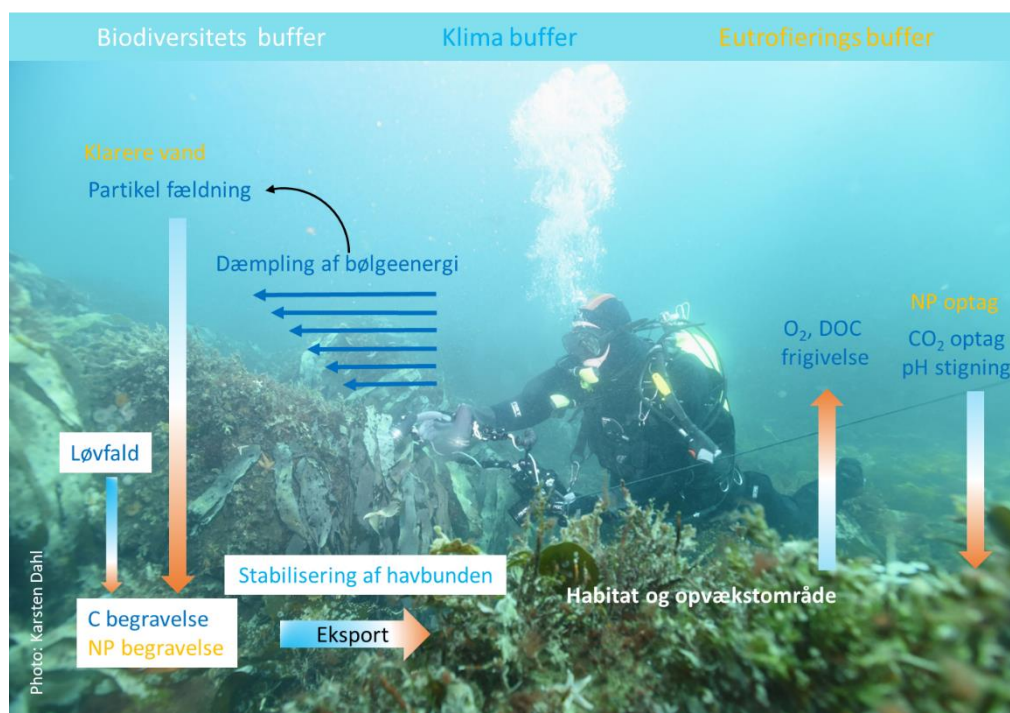 Biodiversitets buffer
Klima buffer
Eutrofierings buffer
Klarere vand
Partikel fældning
Dæmpling af bølgeenergi
NP optag
O₂, DOC
frigivelse
CO₂ optag
pH stigning
Løvfald
Stabilisering af havbunden
Habitat og opvækstområde
C begravelse
NP begravelse
Eksport
Photo: Karsten Dahl